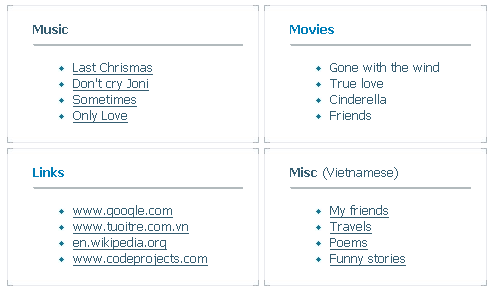 Music
Last Chrismas
Don't cry Joni
Sometimes
Only Love
Movies
Gone with the wind
True love
Cinderella
Friends
Links
www.google.com
www.tuoitre.com.vn
en.wikipedia.org
www.codeprojects.com
Misc (Vietnamese)
My friends
Travels
Poems
Funny stories